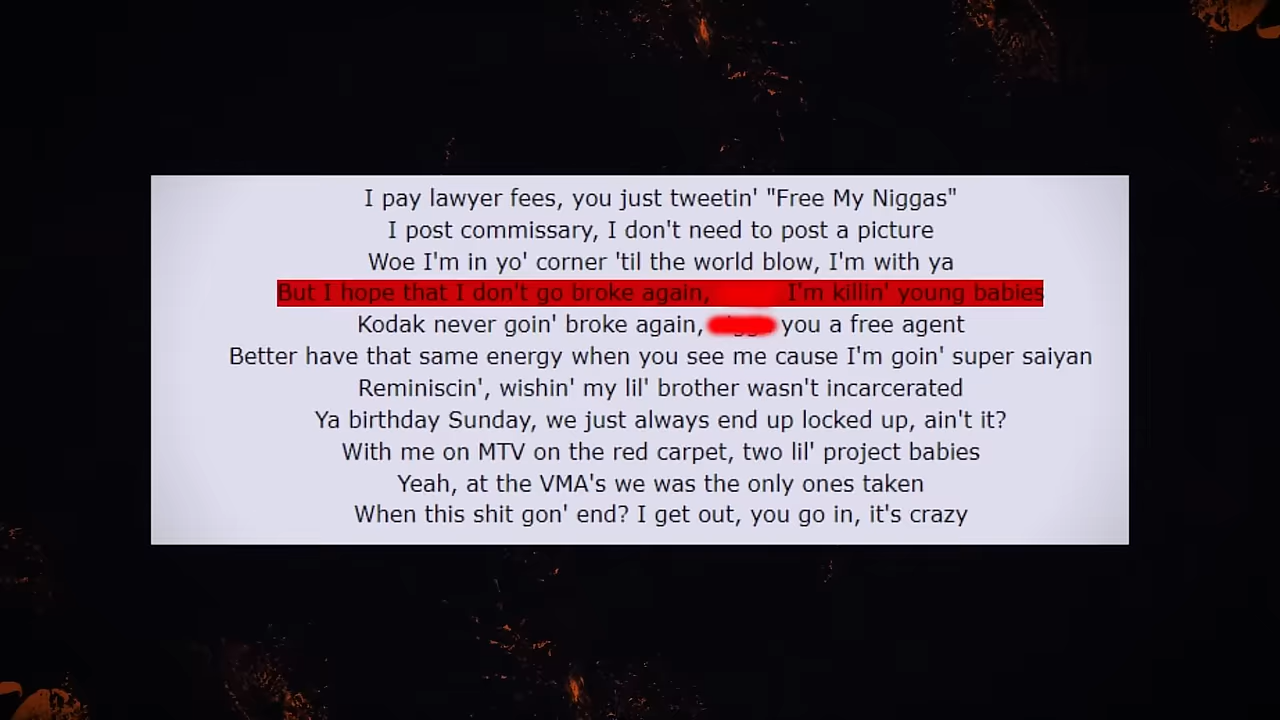 I pay lawyer fees, you just tweetin' "Free My Niggas"
I post commissary, I don't need to post a picture
Woe I'm in yo' corner 'til the world blow, I'm with ya
But I hope that I don't go broke again, I'm killin' young babies
Kodak never goin' broke again, you a free agent
Better have that same energy when you see me cause I'm goin' super saiyan
Reminiscin', wishin' my lil' brother wasn't incarcerated
Ya birthday Sunday, we just always end up locked up, ain't it?
With me on MTV on the red carpet, two lil' project babies
Yeah, at the VMA's we was the only ones taken
When this shit gon' end? I get out, you go in, it's crazy